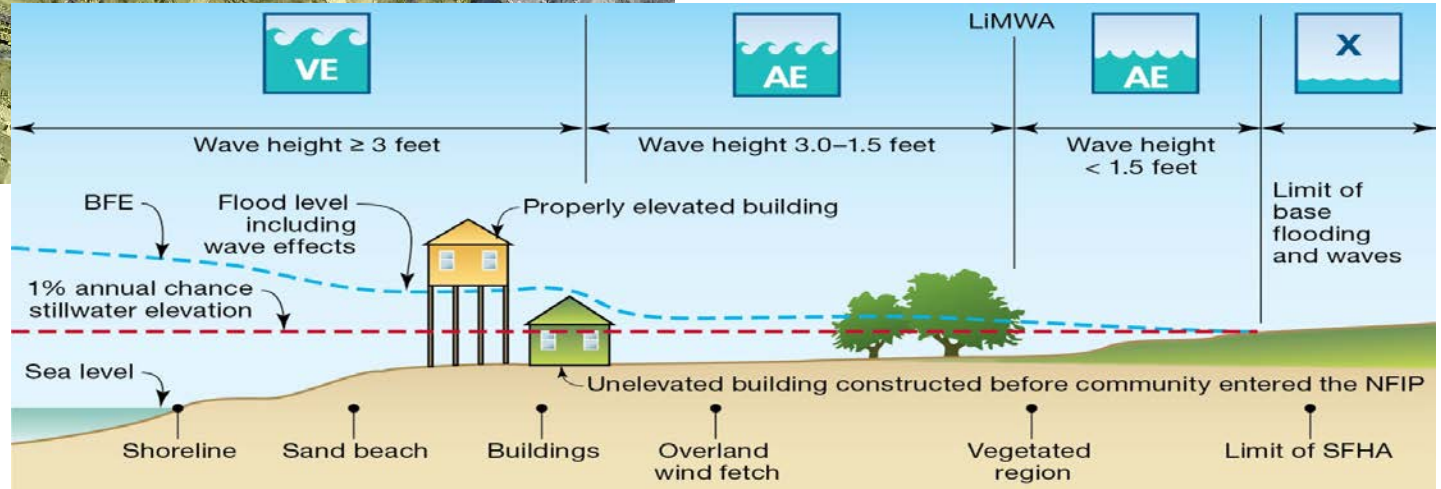 LiMWA
VE
AE
AE
X
Wave height ≥ 3 feet
Wave height 3.0–1.5 feet
Wave height
< 1.5 feet
BFE
Flood level
including
wave effects
Properly elevated building
Limit of
base
flooding
and waves
1% annual chance
stillwater elevation
Sea level
Unelevated building constructed before community entered the NFIP
Shoreline
Sand beach
Buildings
Overland
wind fetch
Vegetated
region
Limit of SFHA